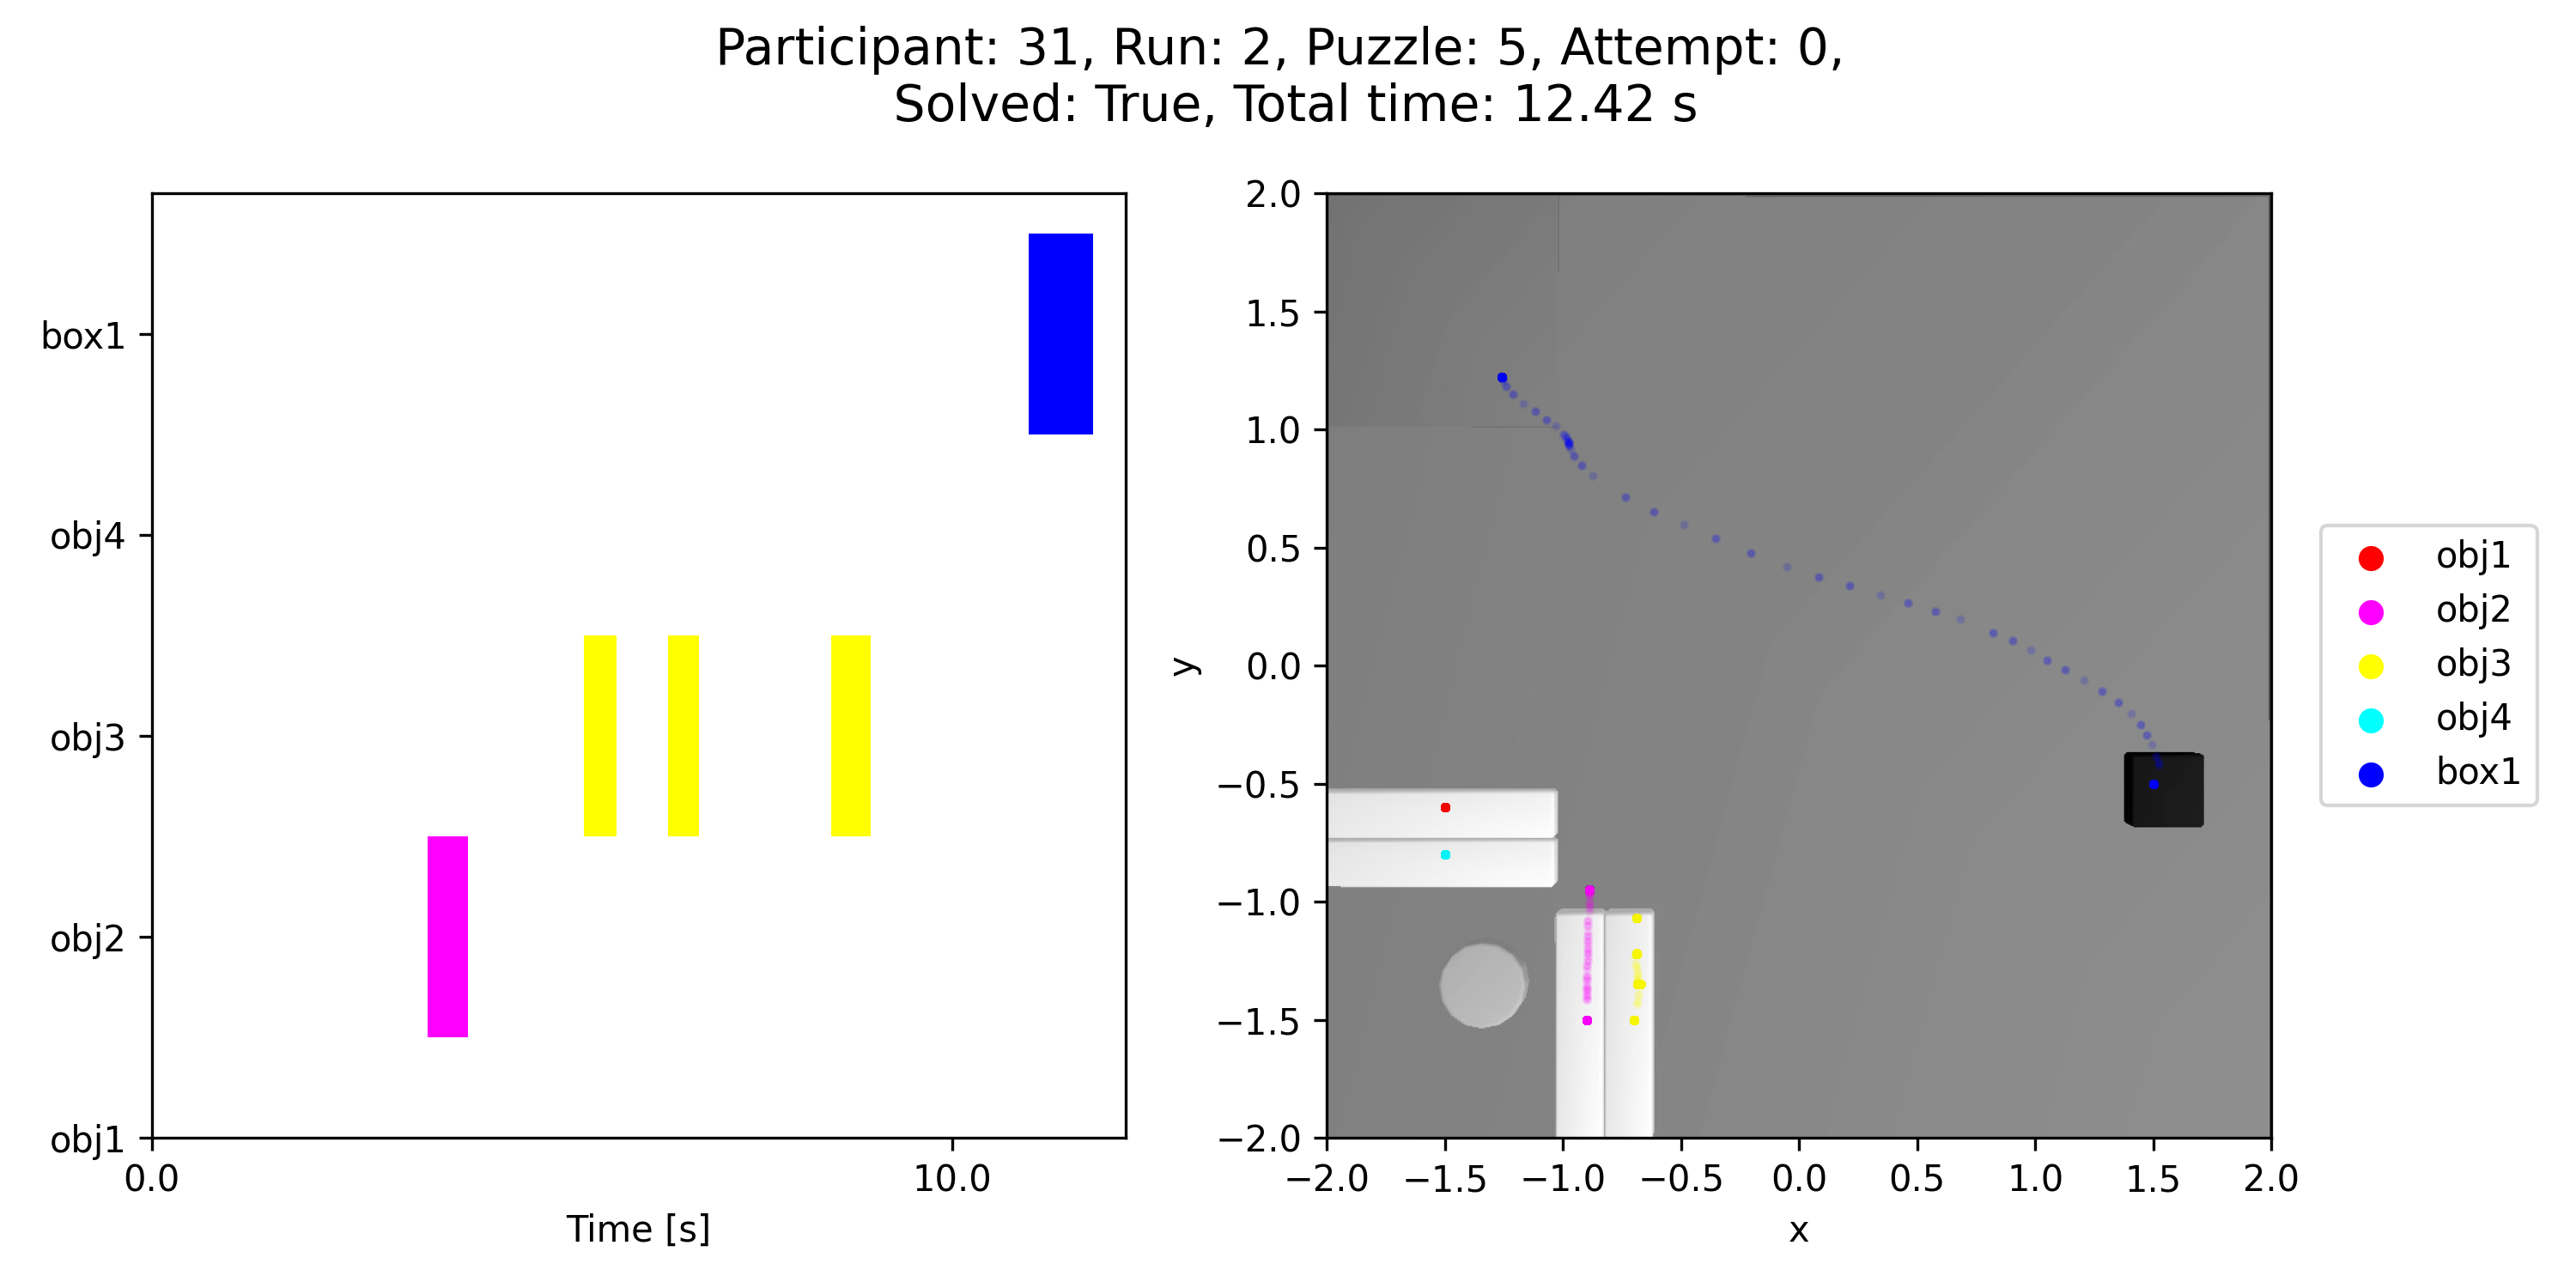 Participant: 31, Run: 2, Puzzle: 5, Attempt: 0,
Solved: True, Total time: 12.42 s
box1
obj4
obj3
obj2
obj1
0.0
10.0
Time [s]
2.0
1.5
1.0
0.5
0.0
−0.5
−1.0
−1.5
−2.0
y
−2.0
−1.5
−1.0
−0.5
0.0
0.5
1.0
1.5
2.0
x
obj1
obj2
obj3
obj4
box1